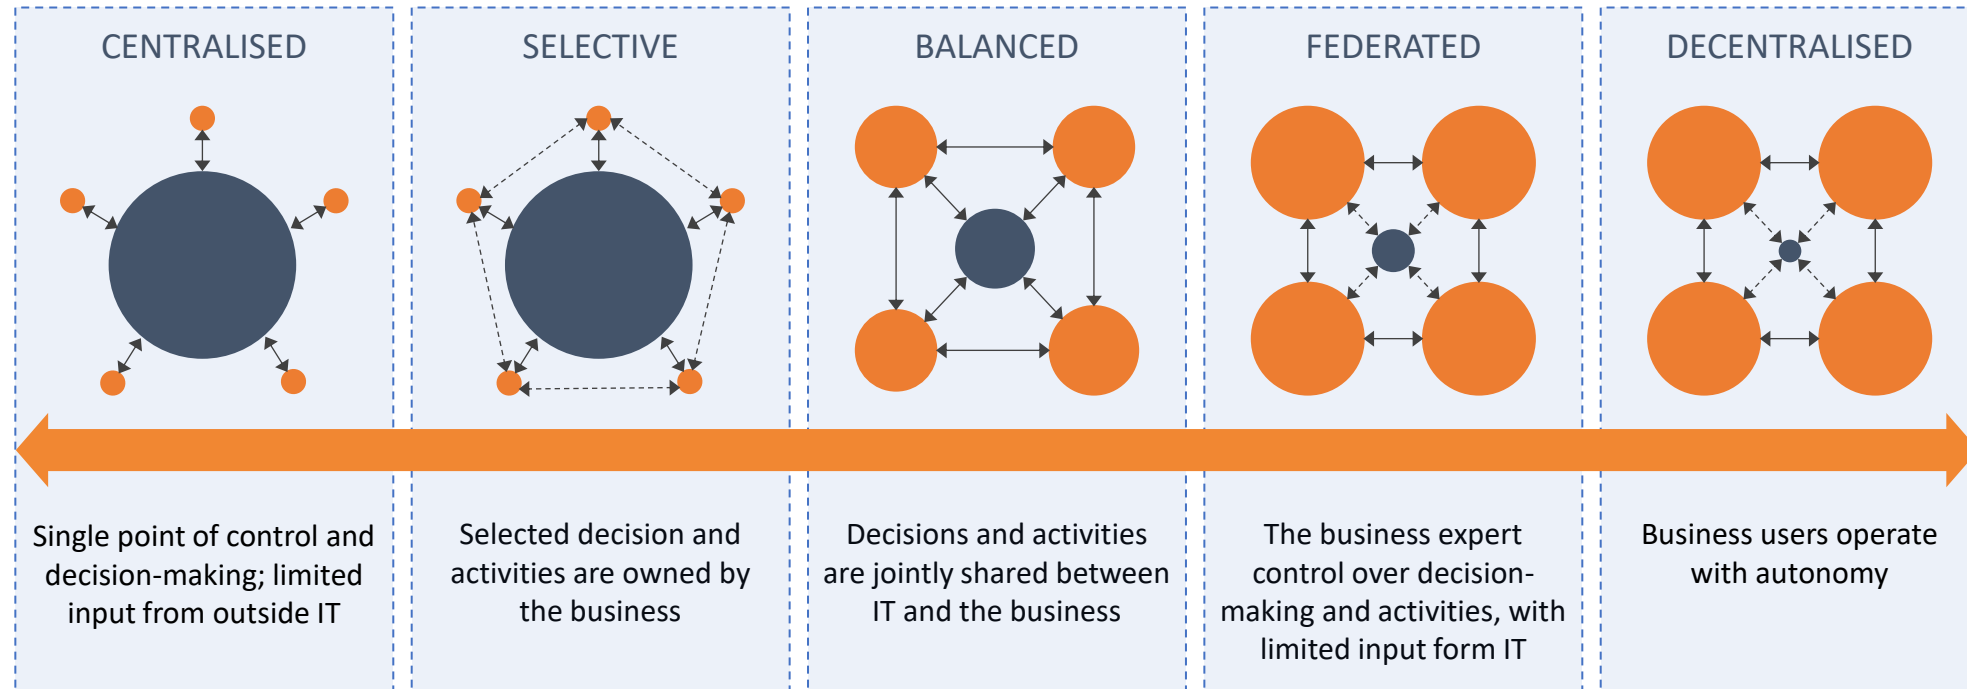 CENTRALISED
Single point of control and
decision-making; limited
input from outside IT
SELECTIVE
Selected decision and
activities are owned by
the business
BALANCED
Decisions and activities
are jointly shared between
IT and the business
FEDERATED
The business expert
control over decision-
making and activities, with
limited input form IT
DECENTRALISED
Business users operate
with autonomy